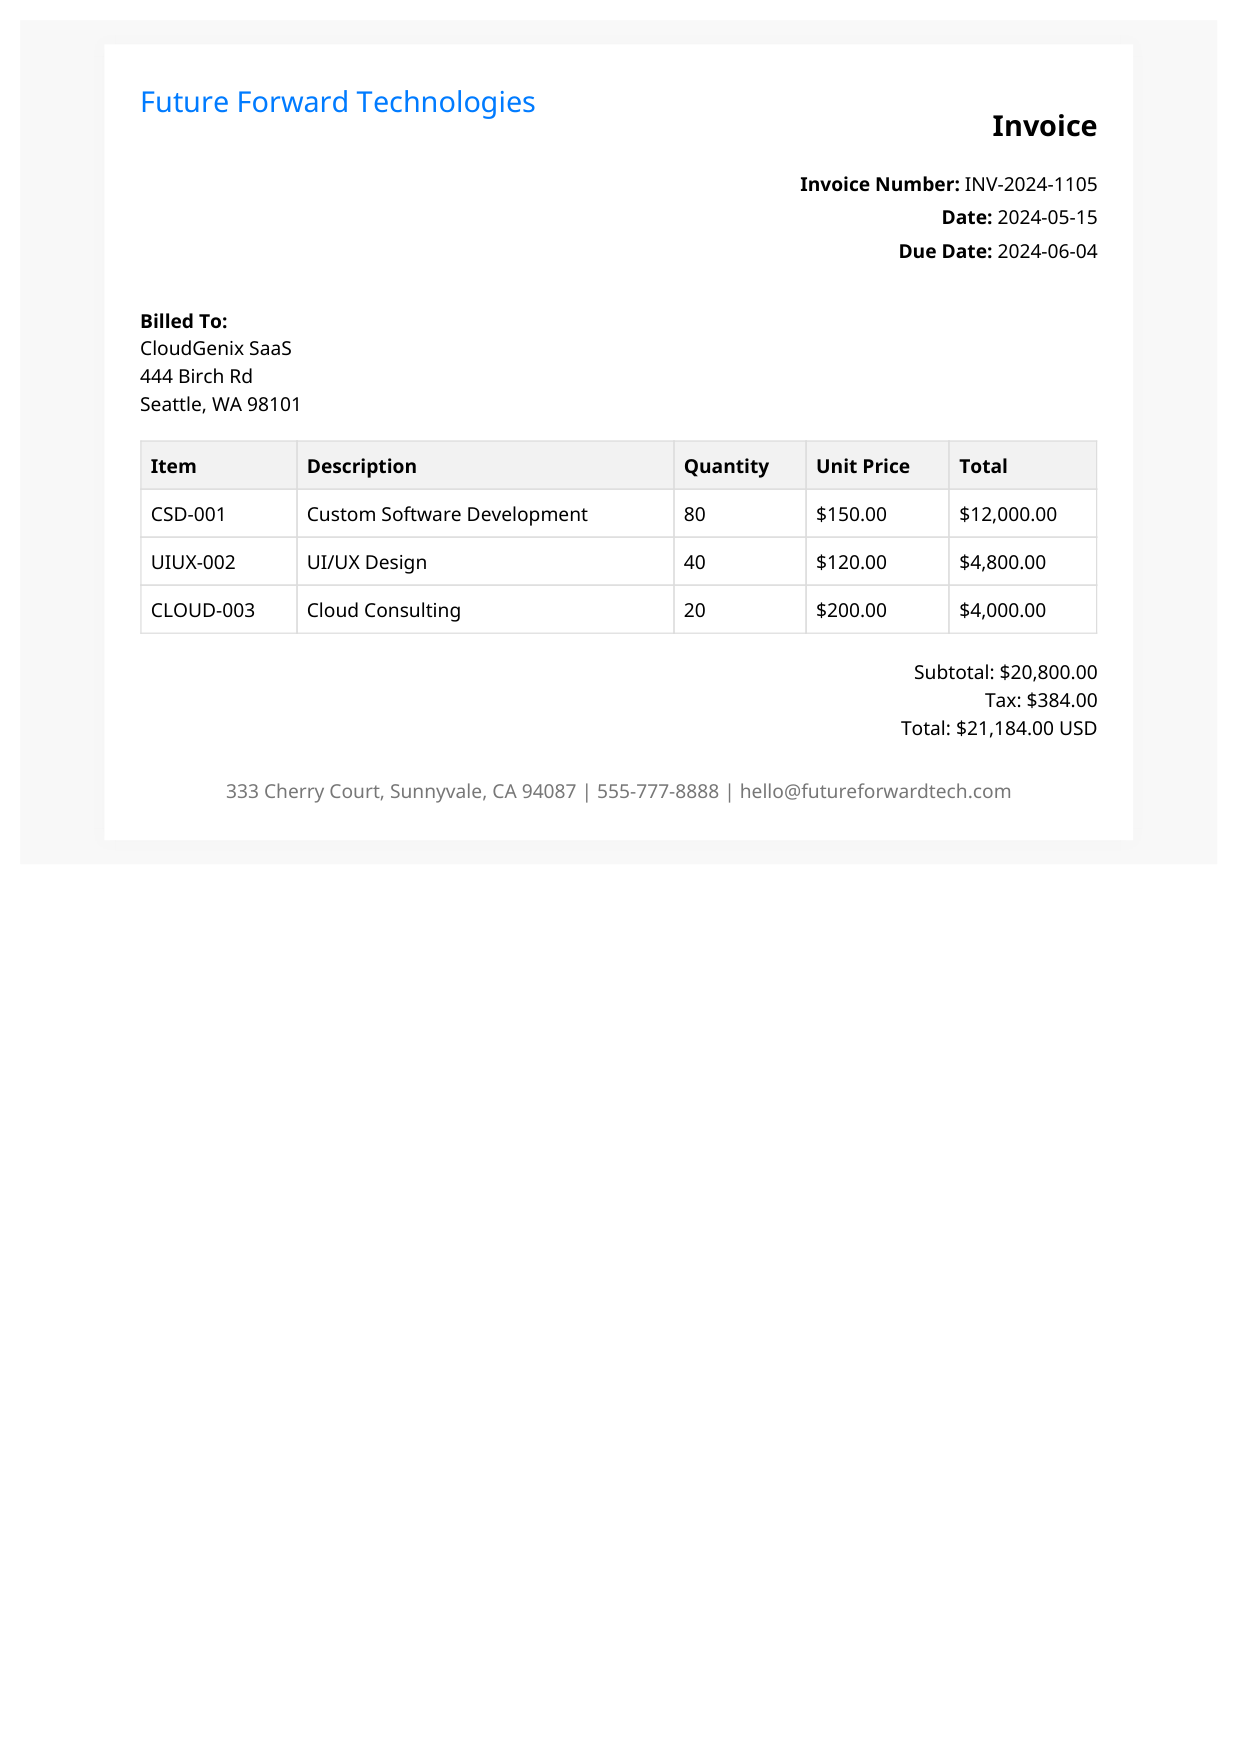 Future Forward Technologies
Invoice
Invoice Number: INV-2024-1105
Date: 2024-05-15
Due Date: 2024-06-04
Billed To:
CloudGenix SaaS
444 Birch Rd
Seattle, WA 98101
Item Description Quantity Unit Price Total
CSD-001 Custom Software Development 80 $150.00 $12,000.00
UIUX-002 UI/UX Design 40 $120.00 $4,800.00
CLOUD-003 Cloud Consulting 20 $200.00 $4,000.00
Subtotal: $20,800.00
Tax: $384.00
Total: $21,184.00 USD
333 Cherry Court, Sunnyvale, CA 94087 | 555-777-8888 | hello@futureforwardtech.com